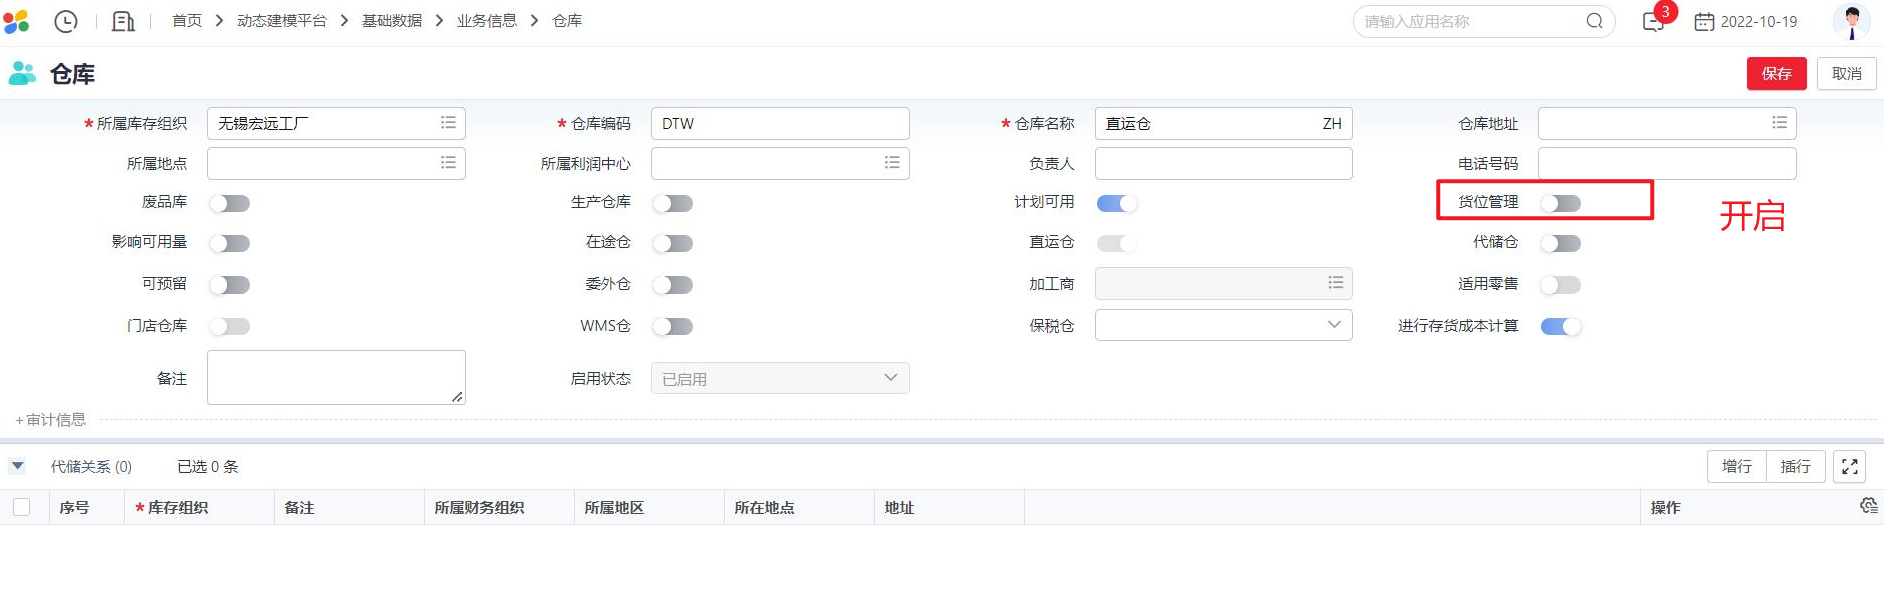 首页 > 动态建模平台 > 基础数据 > 业务信息 > 仓库 请输入应用名称 3 2022-10-19
仓库 保存 取消
* 所属库存组织 无锡宏远工厂 * 仓库编码 DTW * 仓库名称 直运仓 ZH 仓库地址
所属地点 所属利润中心 负责人 电话号码
废品库 生产仓库 计划可用 货位管理 开启
影响可用量 在途仓 直运仓 代储仓
可预留 委外仓 加工商 适用零售
门店仓库 WMS仓 保税仓 进行存货成本计算
备注 启用状态 已启用
+审计信息
代储关系 (0) 已选 0 条 增行 插行
序号 * 库存组织 备注 所属财务组织 所属地区 所在地点 地址 操作